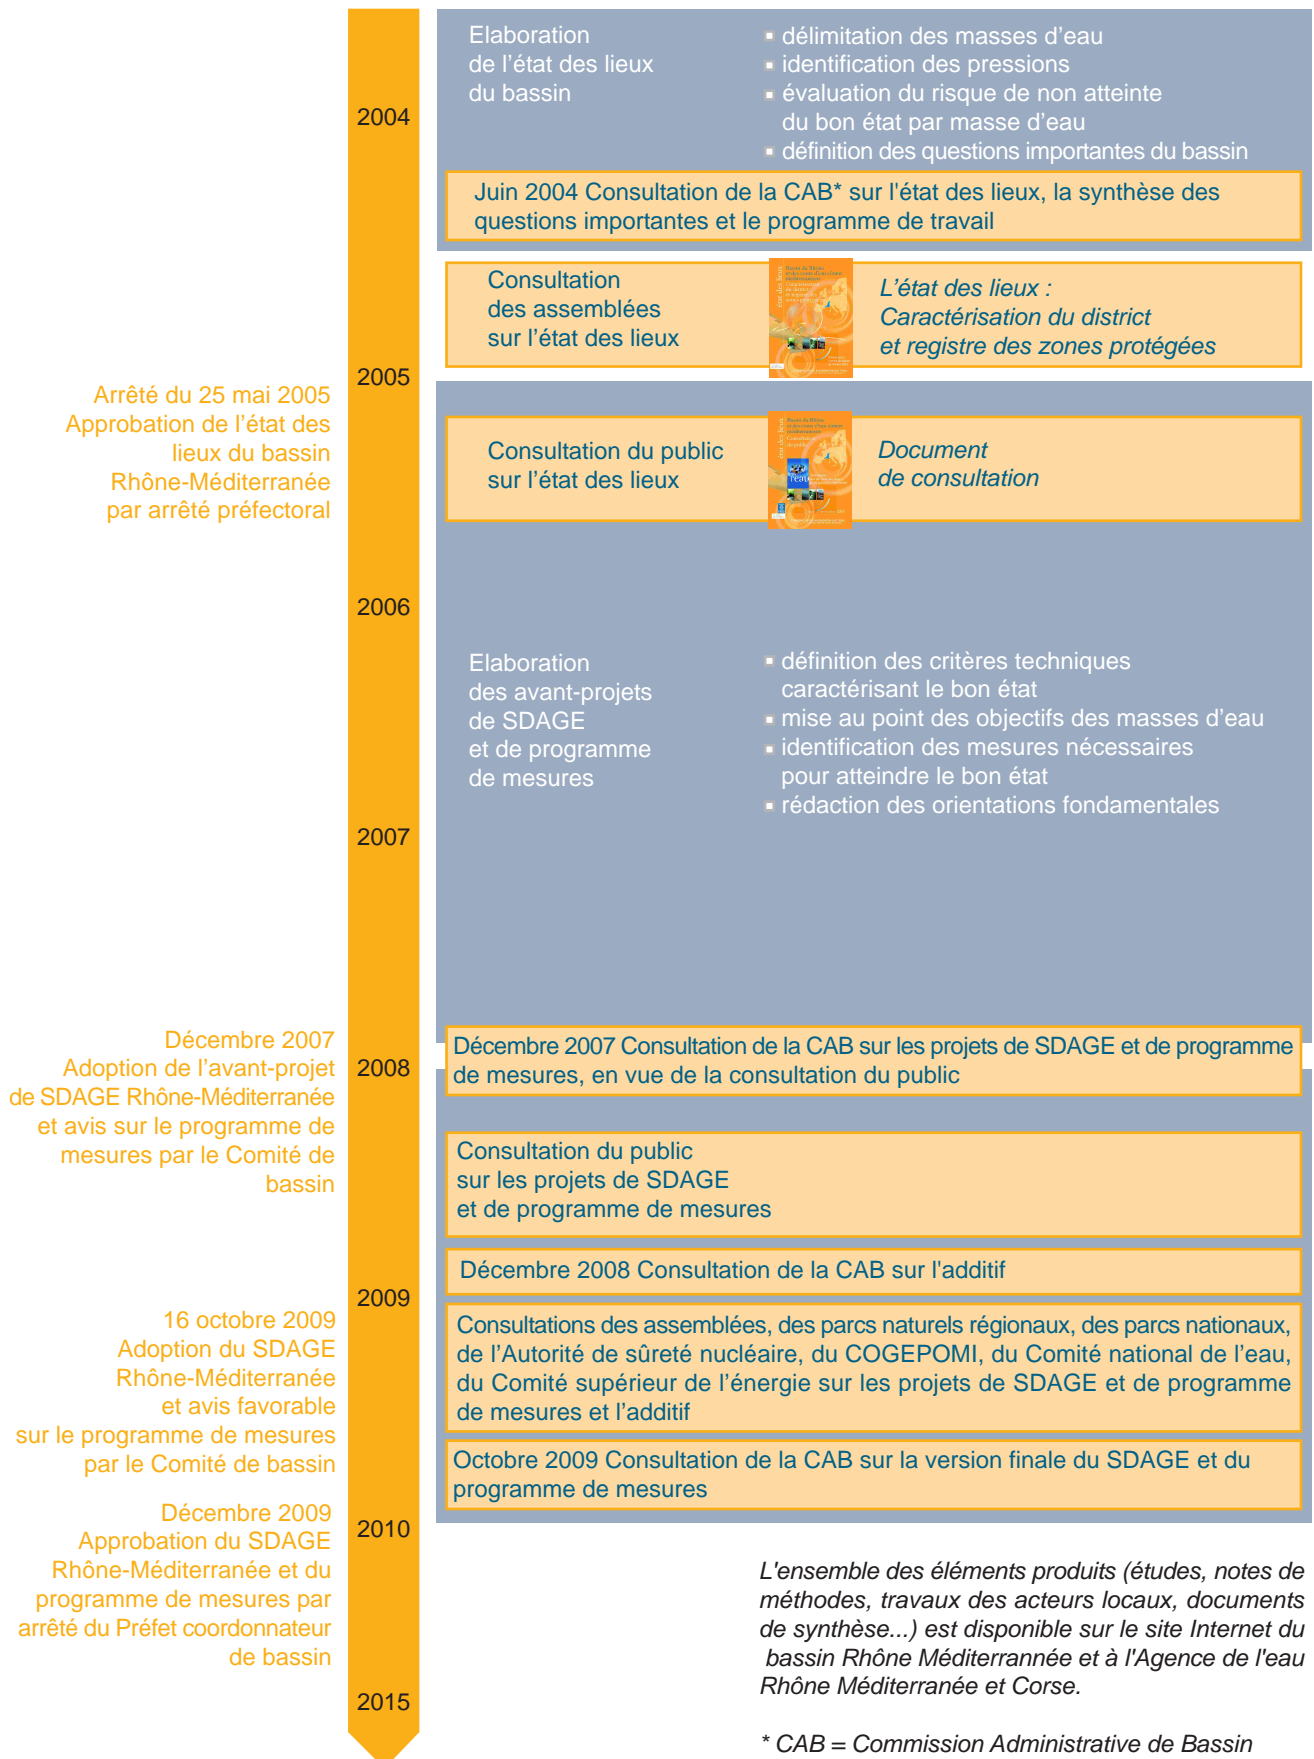 Elaboration
de l'état des lieux
du bassin
délimitation des masses d'eau
identification des pressions
évaluation du risque de non atteinte
du bon état par masse d'eau
définition des questions importantes du bassin
2004
Juin 2004 Consultation de la CAB* sur l'état des lieux, la synthèse des
questions importantes et le programme de travail
Consultation
des assemblées
sur l'état des lieux
état des lieux
L'état des lieux :
Caractérisation du district
et registre des zones protégées
2005
Arrêté du 25 mai 2005
Approbation de l'état des
lieux du bassin
Rhône-Méditerranée
par arrêté préfectoral
Consultation du public
sur l'état des lieux
état des lieux
Document
de consultation
2006
Elaboration
des avant-projets
de SDAGE
et de programme
de mesures
définition des critères techniques
caractérisant le bon état
mise au point des objectifs des masses d'eau
identification des mesures nécessaires
pour atteindre le bon état
rédaction des orientations fondamentales
2007
Décembre 2007
Adoption de l'avant-projet
de SDAGE Rhône-Méditerranée
et avis sur le programme de
mesures par le Comité de
bassin
2008
Décembre 2007 Consultation de la CAB sur les projets de SDAGE et de programme
de mesures, en vue de la consultation du public
Consultation du public
sur les projets de SDAGE
et de programme de mesures
Décembre 2008 Consultation de la CAB sur l'additif
2009
16 octobre 2009
Adoption du SDAGE
Rhône-Méditerranée
et avis favorable
sur le programme de mesures
par le Comité de bassin
Consultations des assemblées, des parcs naturels régionaux, des parcs nationaux,
de l'Autorité de sûreté nucléaire, du COGEPOMI, du Comité national de l'eau,
du Comité supérieur de l'énergie sur les projets de SDAGE et de programme
de mesures et l'additif
Octobre 2009 Consultation de la CAB sur la version finale du SDAGE et du
programme de mesures
Décembre 2009
Approbation du SDAGE
Rhône-Méditerranée et du
programme de mesures par
arrêté du Préfet coordonnateur
de bassin
2010
L'ensemble des éléments produits (études, notes de
méthodes, travaux des acteurs locaux, documents
de synthèse...) est disponible sur le site Internet du
bassin Rhône Méditerrannée et à l'Agence de l'eau
Rhône Méditerranée et Corse.
2015
* CAB = Commission Administrative de Bassin